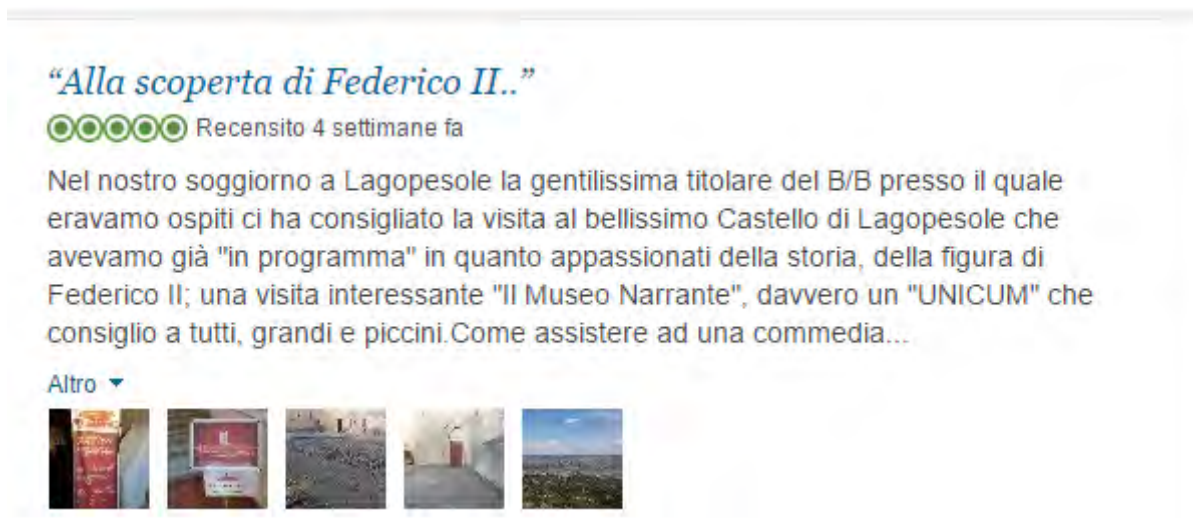 “Alla scoperta di Federico II..”
Recensito 4 settimane fa
Nel nostro soggiorno a Lagopesole la gentilissima titolare del B/B presso il quale
eravamo ospiti ci ha consigliato la visita al bellissimo Castello di Lagopesole che
avevamo già "in programma" in quanto appassionati della storia, della figura di
Federico II; una visita interessante "Il Museo Narrante", davvero un "UNICUM" che
consiglio a tutti, grandi e piccini.Come assistere ad una commedia...
Altro